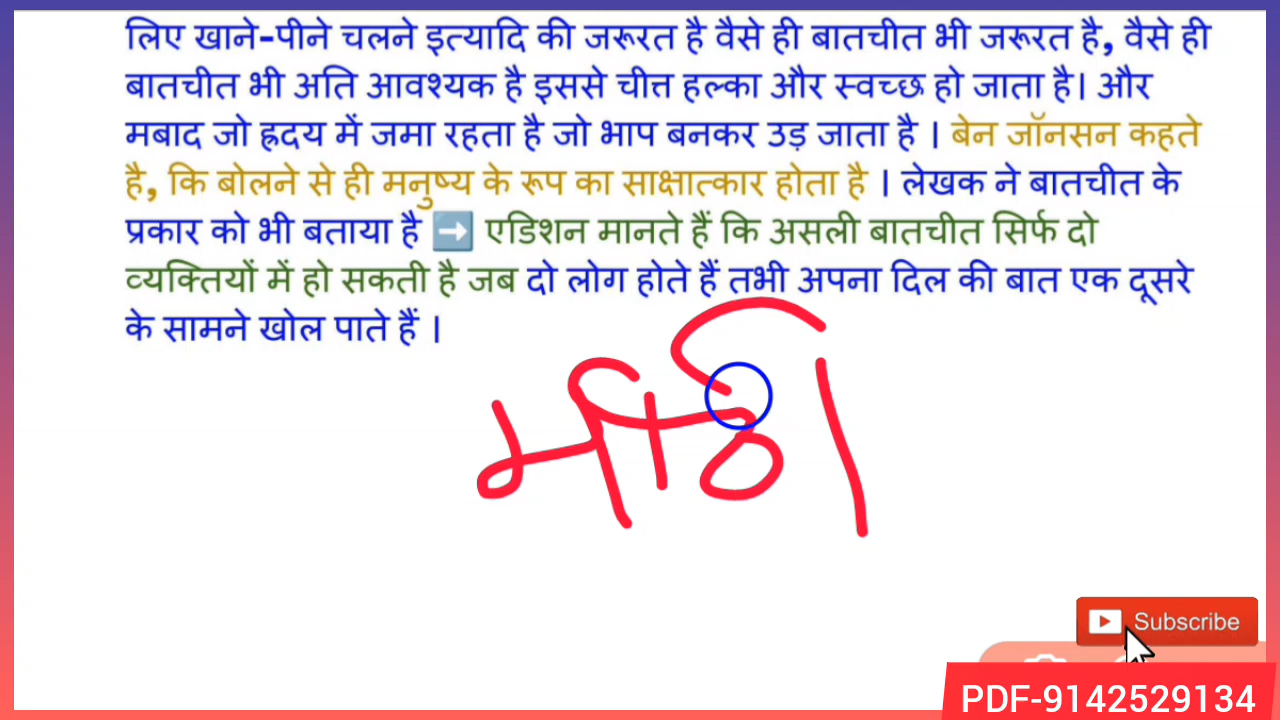 लिए खाने-पीने चलने इत्यादि की जरूरत है वैसे ही बातचीत भी जरूरत है, वैसे ही
बातचीत भी अति आवश्यक है इससे चीत्त हल्का और स्वच्छ हो जाता है। और
मबाद जो ह्रदय में जमा रहता है जो भाप बनकर उड़ जाता है । बेन जॉनसन कहते
है, कि बोलने से ही मनुष्य के रूप का साक्षात्कार होता है । लेखक ने बातचीत के
प्रकार को भी बताया है ➡️ एडिशन मानते हैं कि असली बातचीत सिर्फ दो
व्यक्तियों में हो सकती है जब दो लोग होते हैं तभी अपना दिल की बात एक दूसरे
के सामने खोल पाते हैं ।
Subscribe
PDF-9142529134